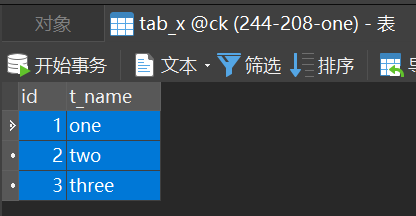 对象 tab_x @ck (244-208-one) - 表
开始事务 文本 筛选 排序
id t_name
1 one
2 two
3 three